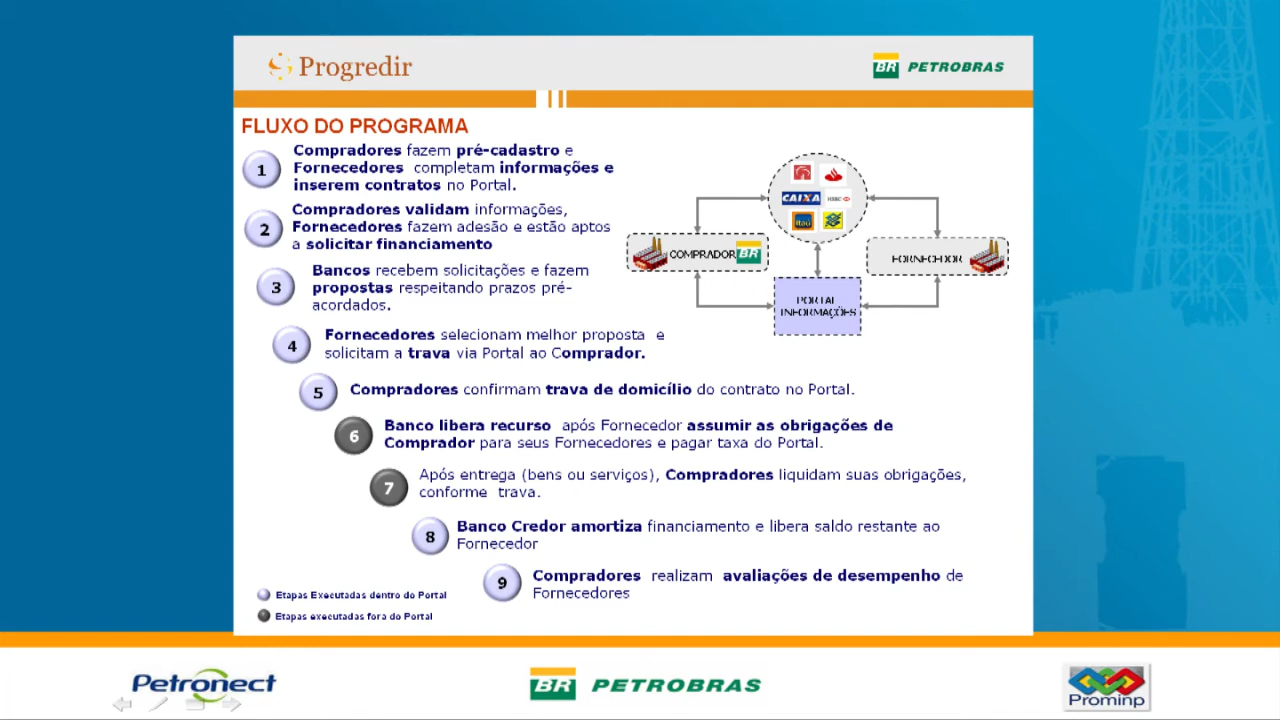 Progredir
BR PETROBRAS
FLUXO DO PROGRAMA
1
Compradores fazem pré-cadastro e
Fornecedores completam informações e
inserem contratos no Portal.
2
Compradores validam informações,
Fornecedores fazem adesão e estão aptos
a solicitar financiamento
3
Bancos recebem solicitações e fazem
propostas respeitando prazos pré-
acordados.
4
Fornecedores selecionam melhor proposta e
solicitam a trava via Portal ao Comprador.
5
Compradores confirmam trava de domicílio do contrato no Portal.
6
Banco libera recurso após Fornecedor assumir as obrigações de
Comprador para seus Fornecedores e pagar taxa do Portal.
7
Após entrega (bens ou serviços), Compradores liquidam suas obrigações,
conforme trava.
8
Banco Credor amortiza financiamento e libera saldo restante ao
Fornecedor
9
Compradores realizam avaliações de desempenho de
Fornecedores
CAIXA
HSBC
Itaú
COMPRADOR BR
FORNECEDOR
PORTAL
INFORMAÇÕES
Etapas Executadas dentro do Portal
Etapas executadas fora do Portal
Petronect
BR PETROBRAS
Prominp